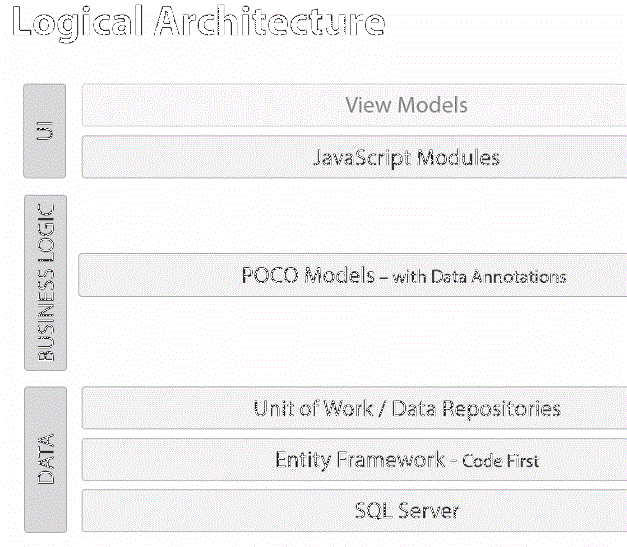 Logical Architecture
UI
View Models
JavaScript Modules
BUSINESS LOGIC
POCO Models – with Data Annotations
DATA
Unit of Work / Data Repositories
Entity Framework - Code First
SQL Server